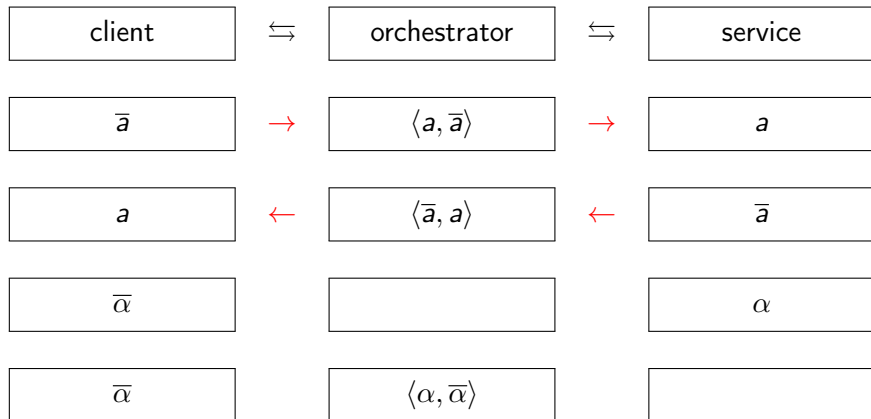 client ⇆ orchestrator ⇆ service
a̅ → ⟨a, a̅⟩ → a
a ← ⟨a̅, a⟩ ← a̅
α̅ α
α̅ ⟨α, α̅⟩